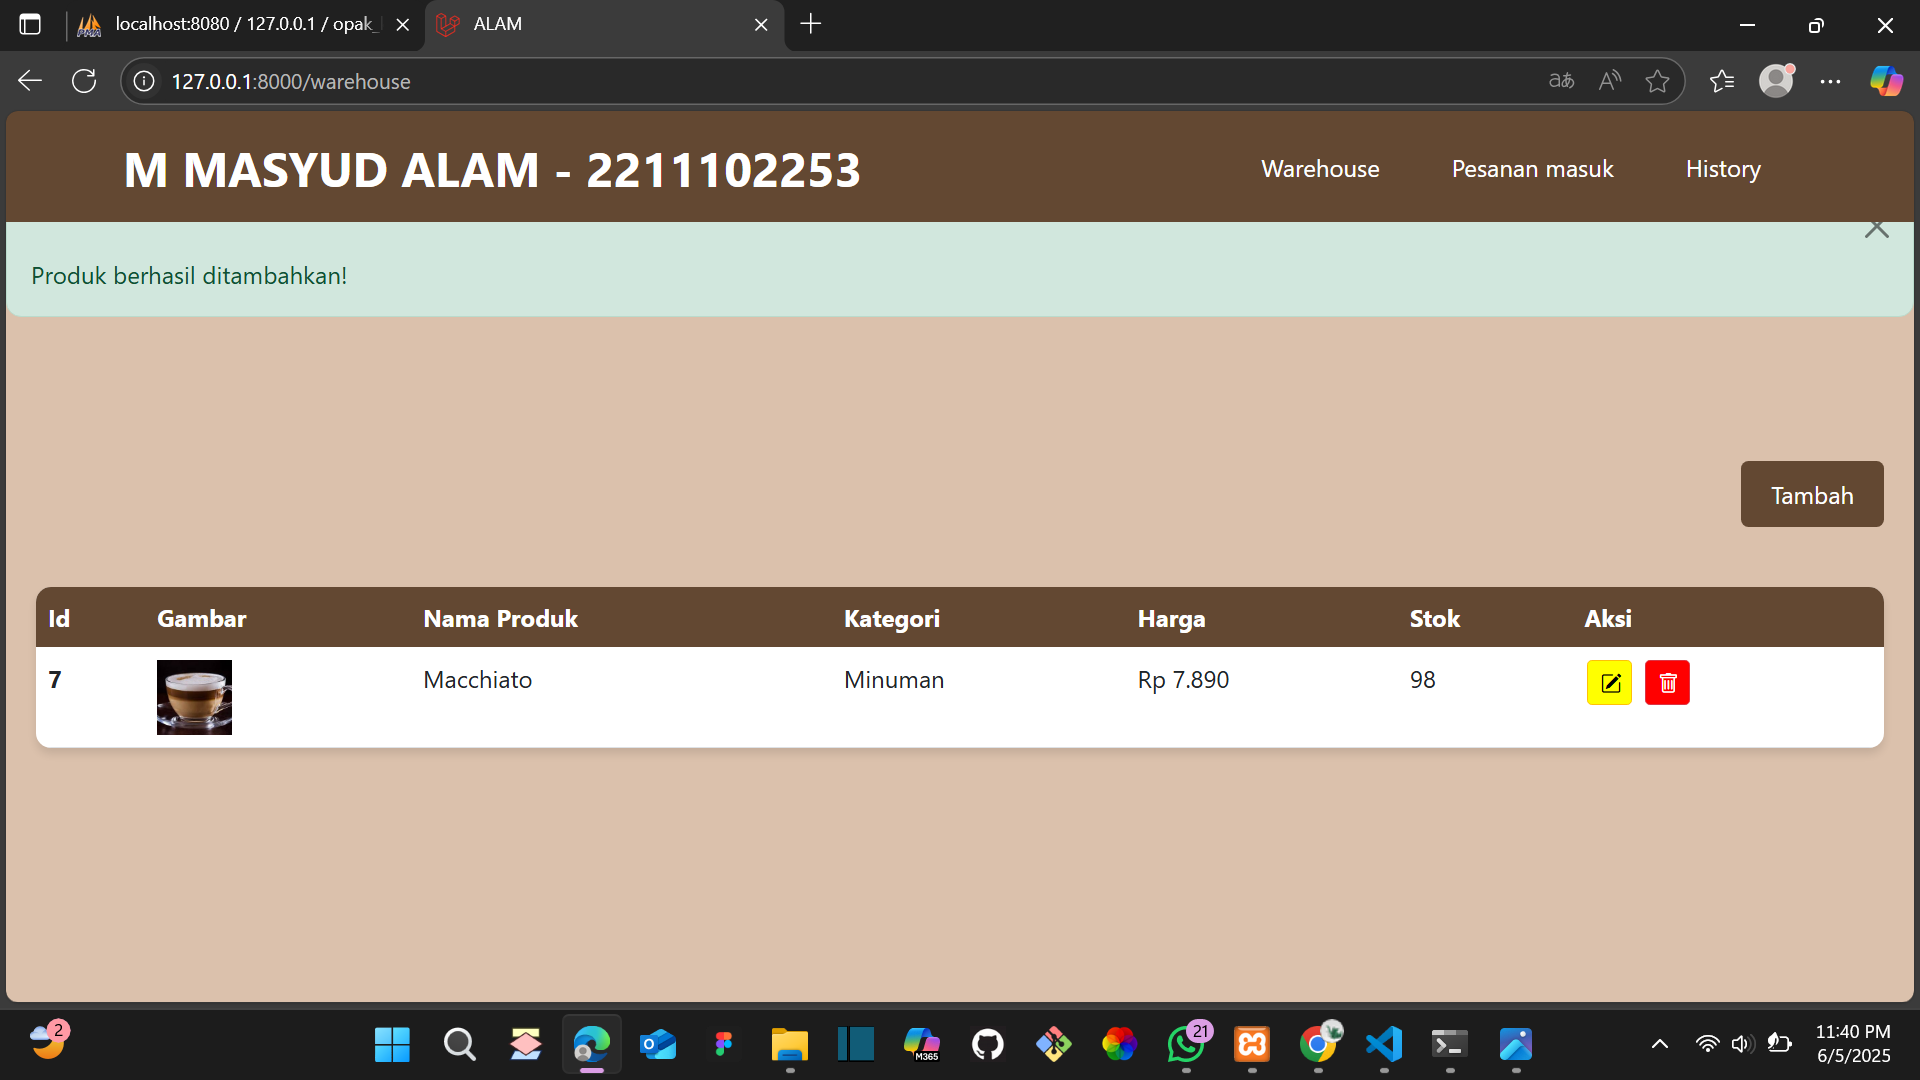 localhost:8080 / 127.0.0.1 / opak_
ALAM
127.0.0.1:8000/warehouse
M MASYUD ALAM - 2211102253
Warehouse
Pesanan masuk
History
Produk berhasil ditambahkan!
Tambah
Id Gambar Nama Produk Kategori Harga Stok Aksi
7 Macchiato Minuman Rp 7.890 98
2
M365
21
11:40 PM
6/5/2025